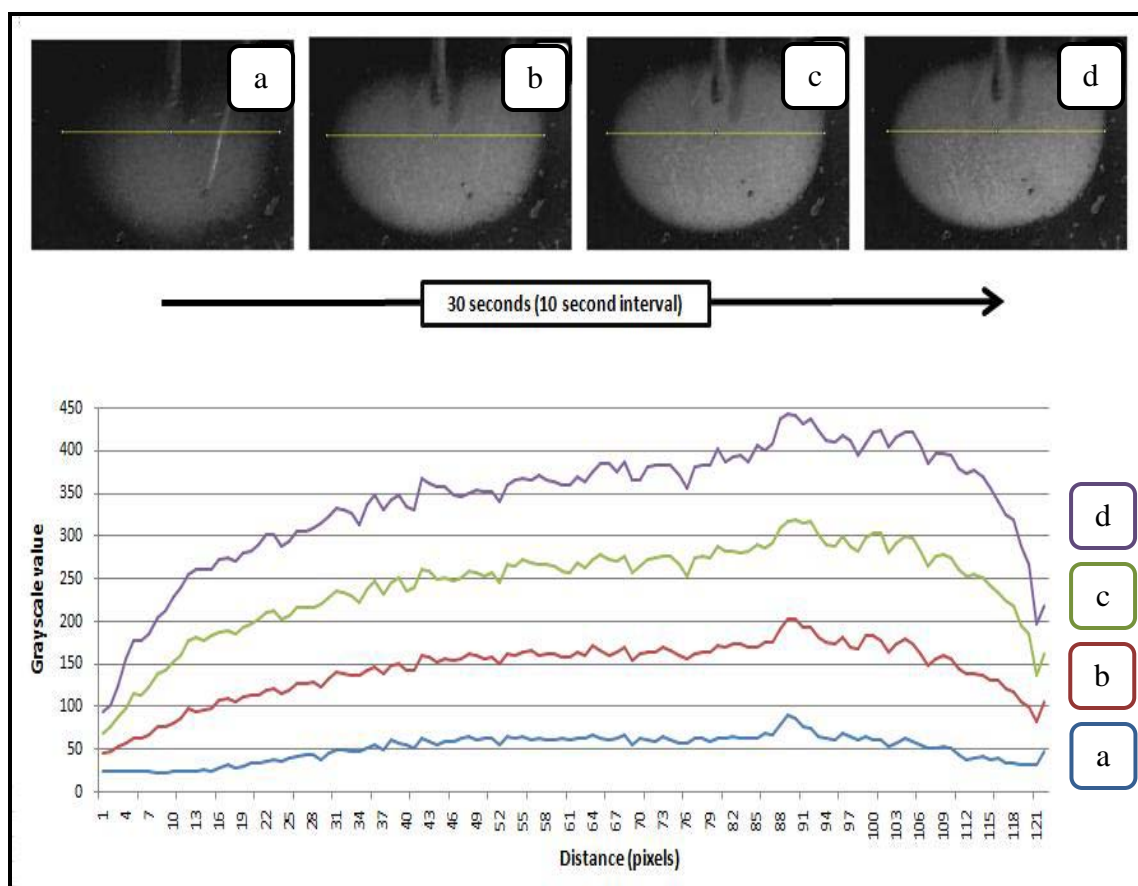 a
b
c
d
30 seconds (10 second interval)
450
400
350
300
250
200
150
100
50
0
Grayscale value
1 4 7 10 13 16 19 22 25 28 31 34 37 40 43 46 49 52 55 58 61 64 67 70 73 76 79 82 85 88 91 94 97 100 103 106 109 112 115 118 121
Distance (pixels)
d
c
b
a